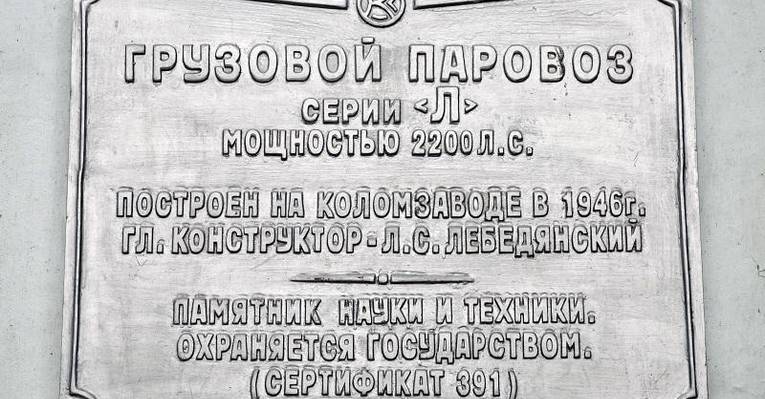 ГРУЗОВОЙ ПАРОВОЗ
СЕРИИ «Л»
МОЩНОСТЬЮ 2200 Л.С.
ПОСТРОЕН НА КОЛОМЗАВОДЕ В 1946г.
ГЛ. КОНСТРУКТОР - Л.С. ЛЕБЕДЯНСКИЙ
ПАМЯТНИК НАУКИ И ТЕХНИКИ.
ОХРАНЯЕТСЯ ГОСУДАРСТВОМ.
(СЕРТИФИКАТ 391)